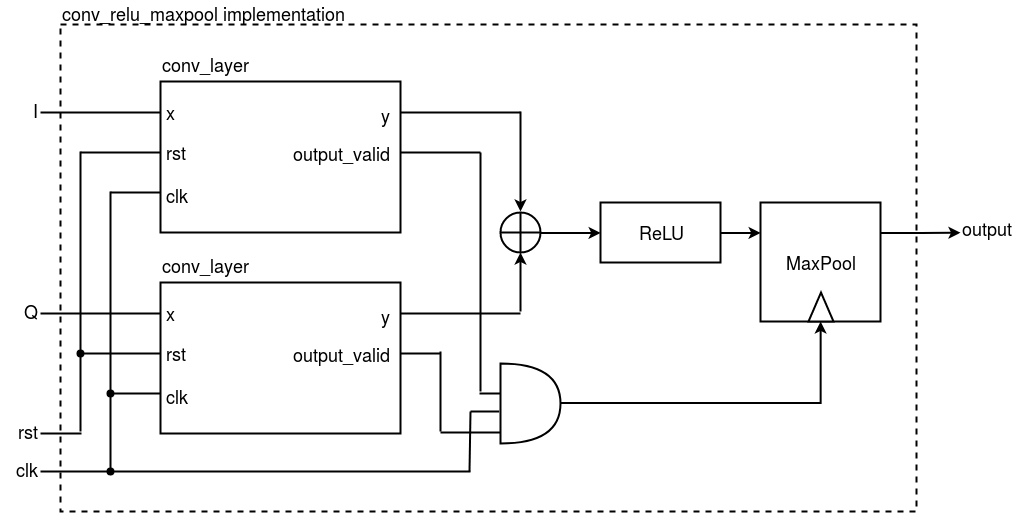 conv_relu_maxpool implementation
conv_layer
I
x
y
rst
output_valid
clk
ReLU
MaxPool
output
conv_layer
Q
x
y
rst
output_valid
clk
rst
clk